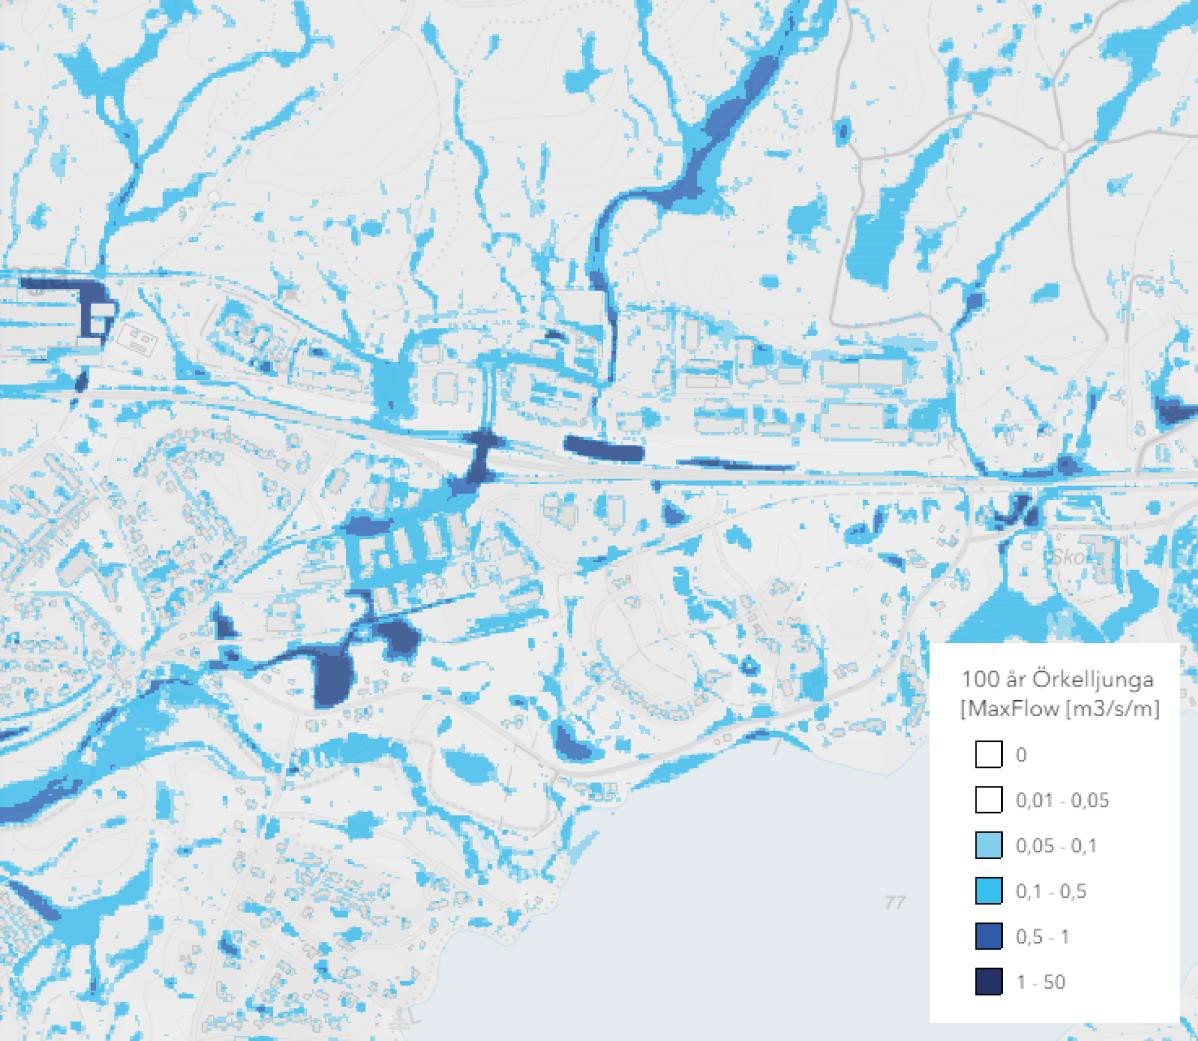 Skol
100 år Örkelljunga
[MaxFlow [m3/s/m]
0
0,01 - 0,05
0,05 - 0,1
0,1 - 0,5
77
0,5 - 1
1 - 50